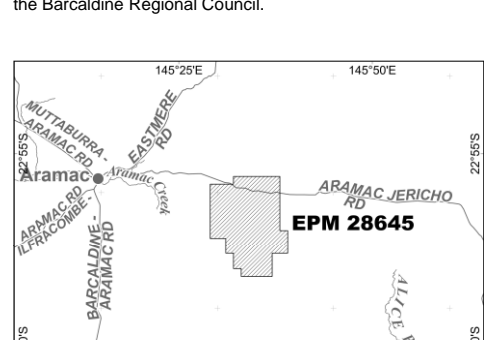 the Barcaldine Regional Council.
145°25'E
145°50'E
22°55'S
22°55'S
MUTTABURRA -
ARAMAC RD
EASTMERE
RD
Aramac
Aramac Creek
ARAMAC RD
ILFRACOMBE-
BARCALDINE -
ARAMAC RD
ARAMAC JERICHO
RD
EPM 28645
ALICE